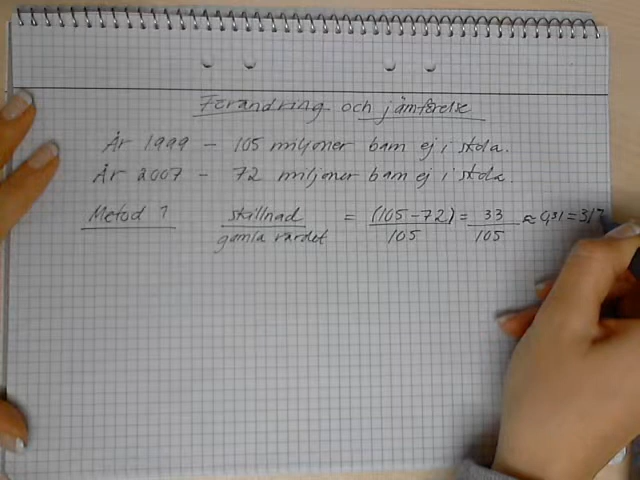 Förändring och jämförelse
År 1999 - 105 miljoner barn ej i skola.
År 2007 - 72 miljoner barn ej i skola.
Metod 1 skillnad / gamla värdet = (105-72) / 105 = 33 / 105 ≈ 0,31 = 31%